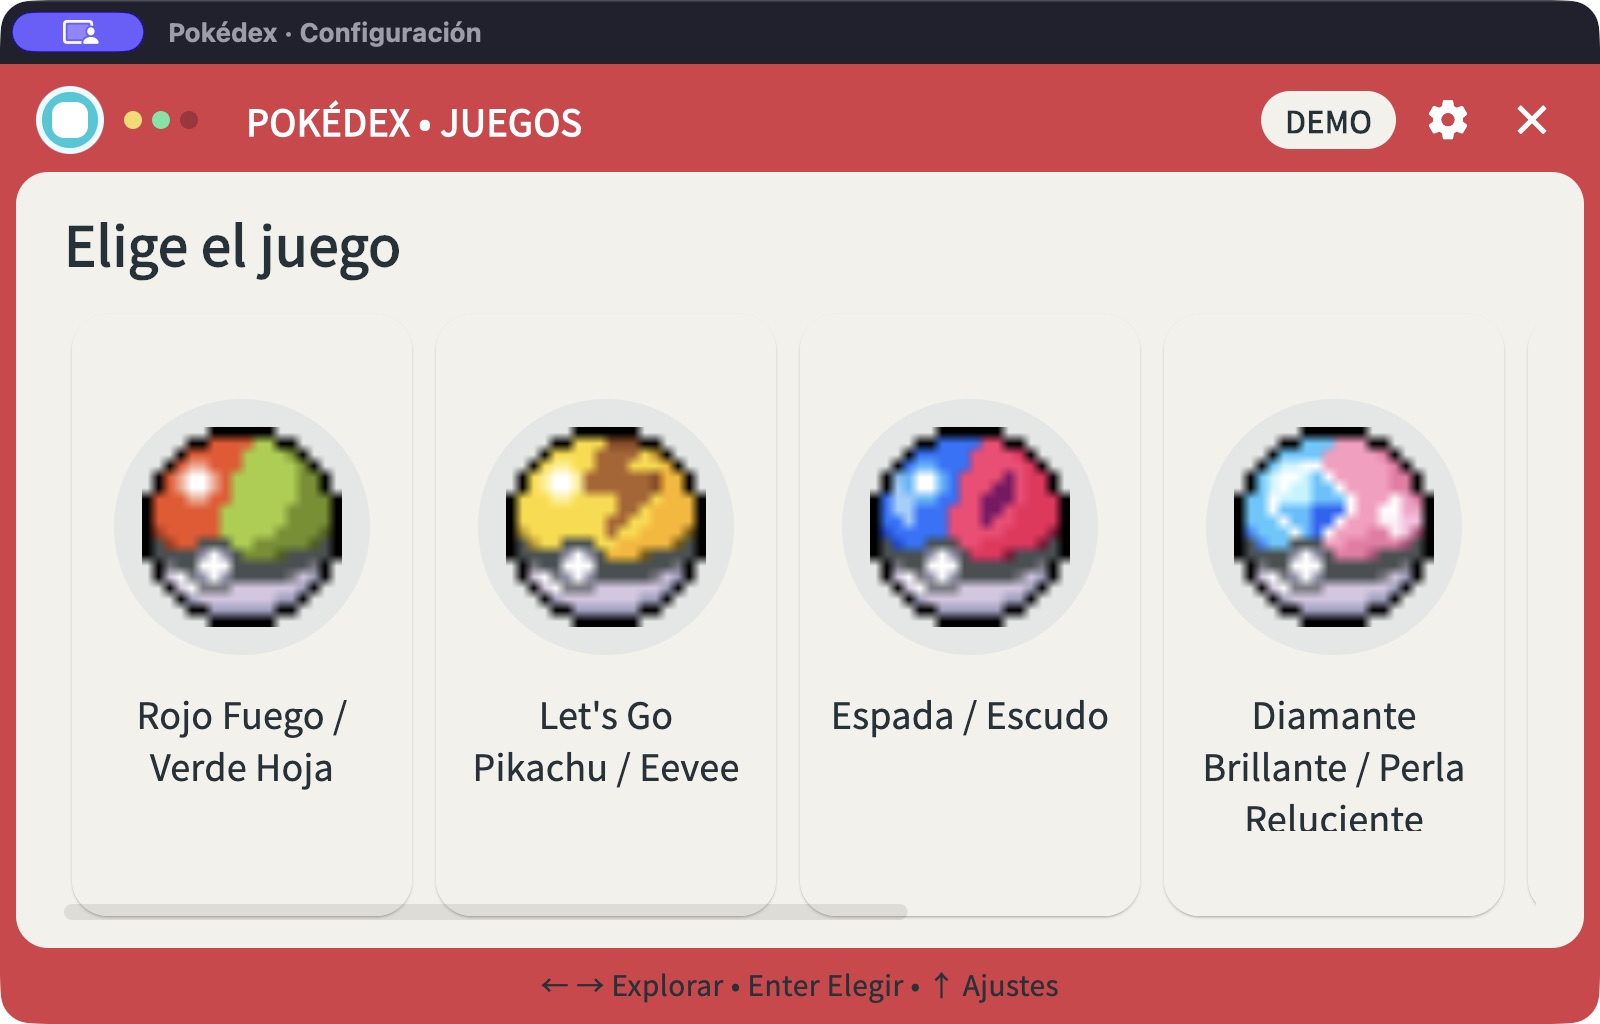 Pokédex · Configuración
POKÉDEX • JUEGOS
DEMO
Elige el juego
Rojo Fuego /
Verde Hoja
Let's Go
Pikachu / Eevee
Espada / Escudo
Diamante
Brillante / Perla
Reluciente
← → Explorar • Enter Elegir • ↑ Ajustes